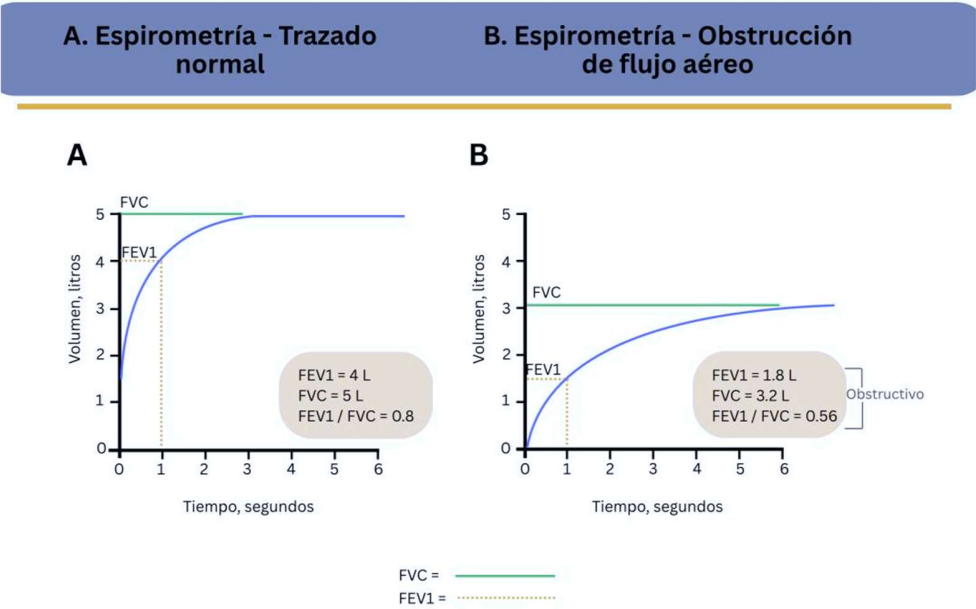 A. Espirometría - Trazado
normal
B. Espirometría - Obstrucción
de flujo aéreo
A
FVC
5
FEV1
4
3
2
1
0
Volumen, litros
FEV1 = 4 L
FVC = 5 L
FEV1 / FVC = 0.8
0 1 2 3 4 5 6
Tiempo, segundos
B
5
4
FVC
3
2
FEV1
1
0
Volumen, litros
FEV1 = 1.8 L
FVC = 3.2 L
FEV1 / FVC = 0.56
Obstructivo
0 1 2 3 4 5 6
Tiempo, segundos
FVC =
FEV1 =